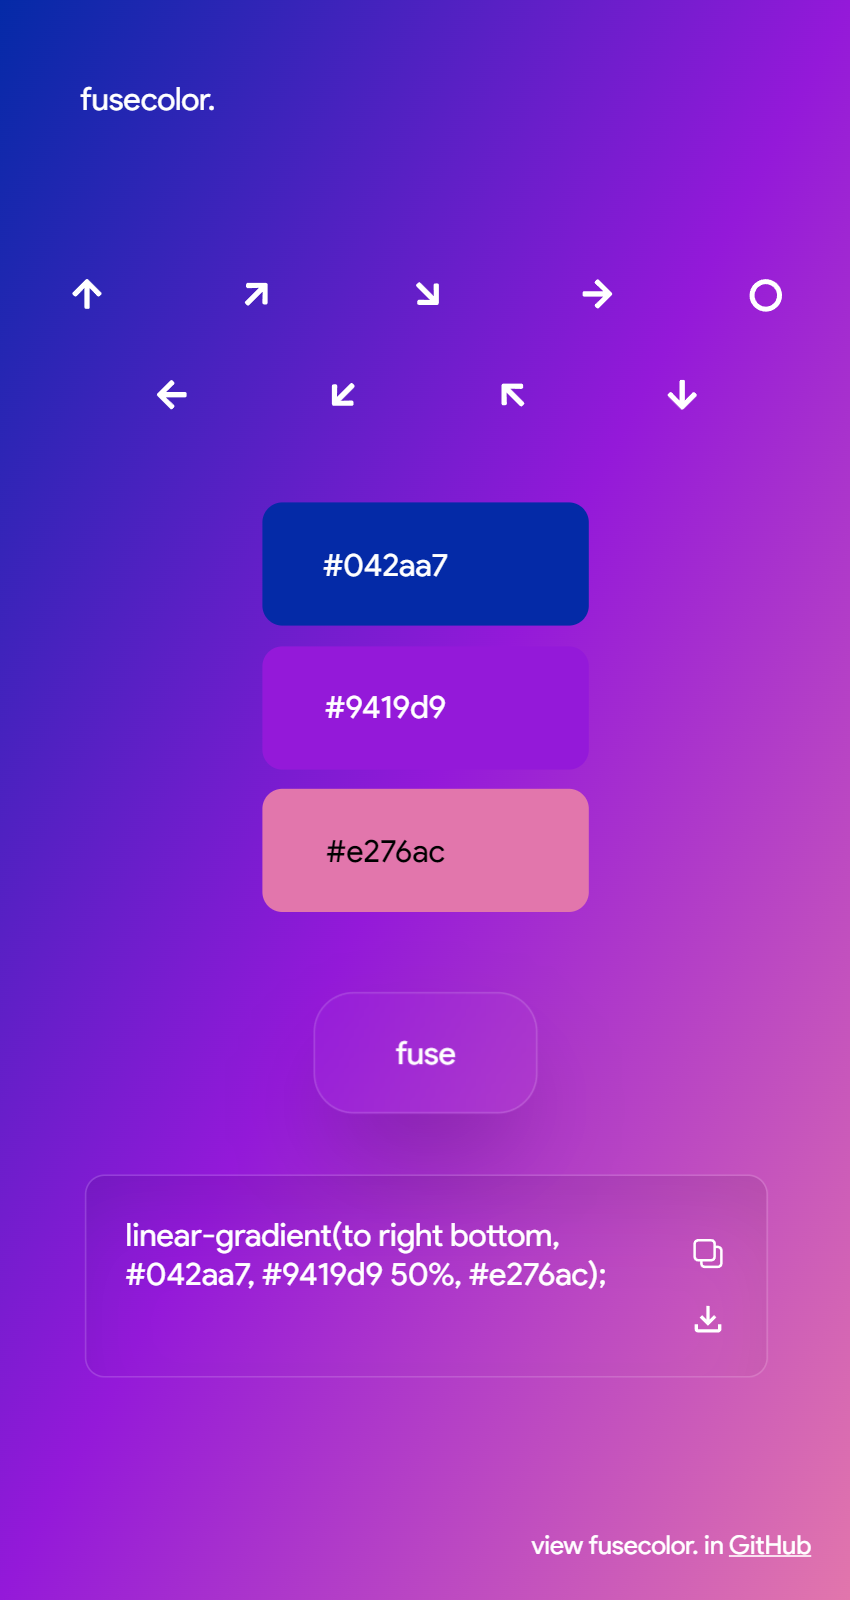 fusecolor.
#042aa7
#9419d9
#e276ac
fuse
linear-gradient(to right bottom,
#042aa7, #9419d9 50%, #e276ac);
view fusecolor. in GitHub